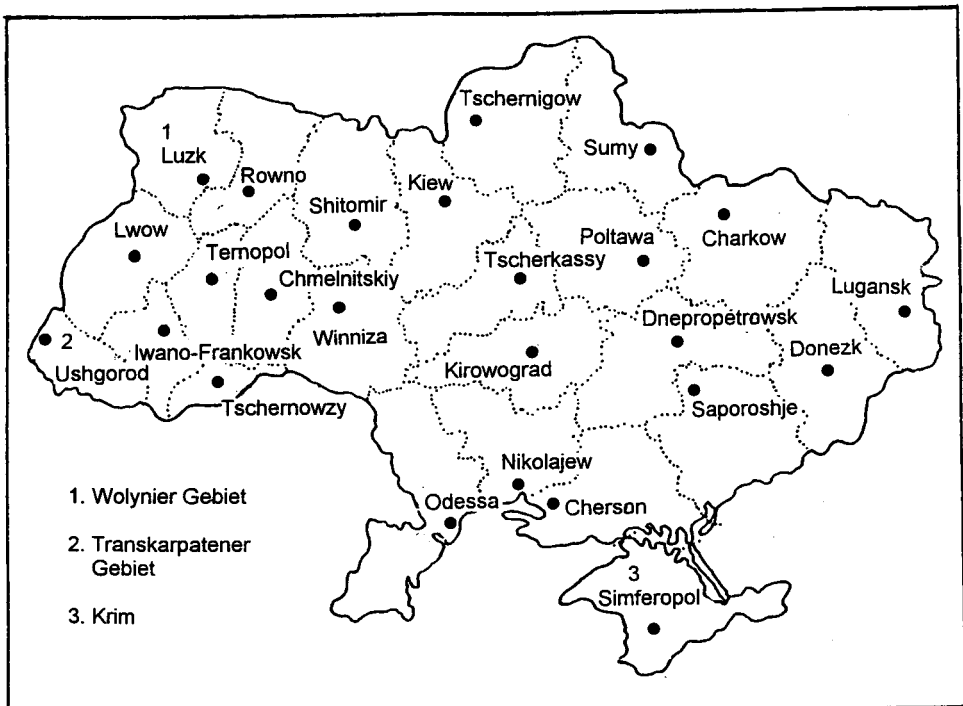 Tschernigow
Sumy
1
Luzk
Rowno
Kiew
Shitomir
Lwow
Ternopol
Poltawa
Charkow
Tscherkassy
Chmelnitskiy
Lugansk
Dnepropétrowsk
Winniza
2
Ushgorod
Iwano-Frankowsk
Donezk
Kirowograd
Tschernowzy
Saporoshje
Nikolajew
Odessa
Cherson
3
Simferopol
1. Wolynier Gebiet
2. Transkarpatener
Gebiet
3. Krim